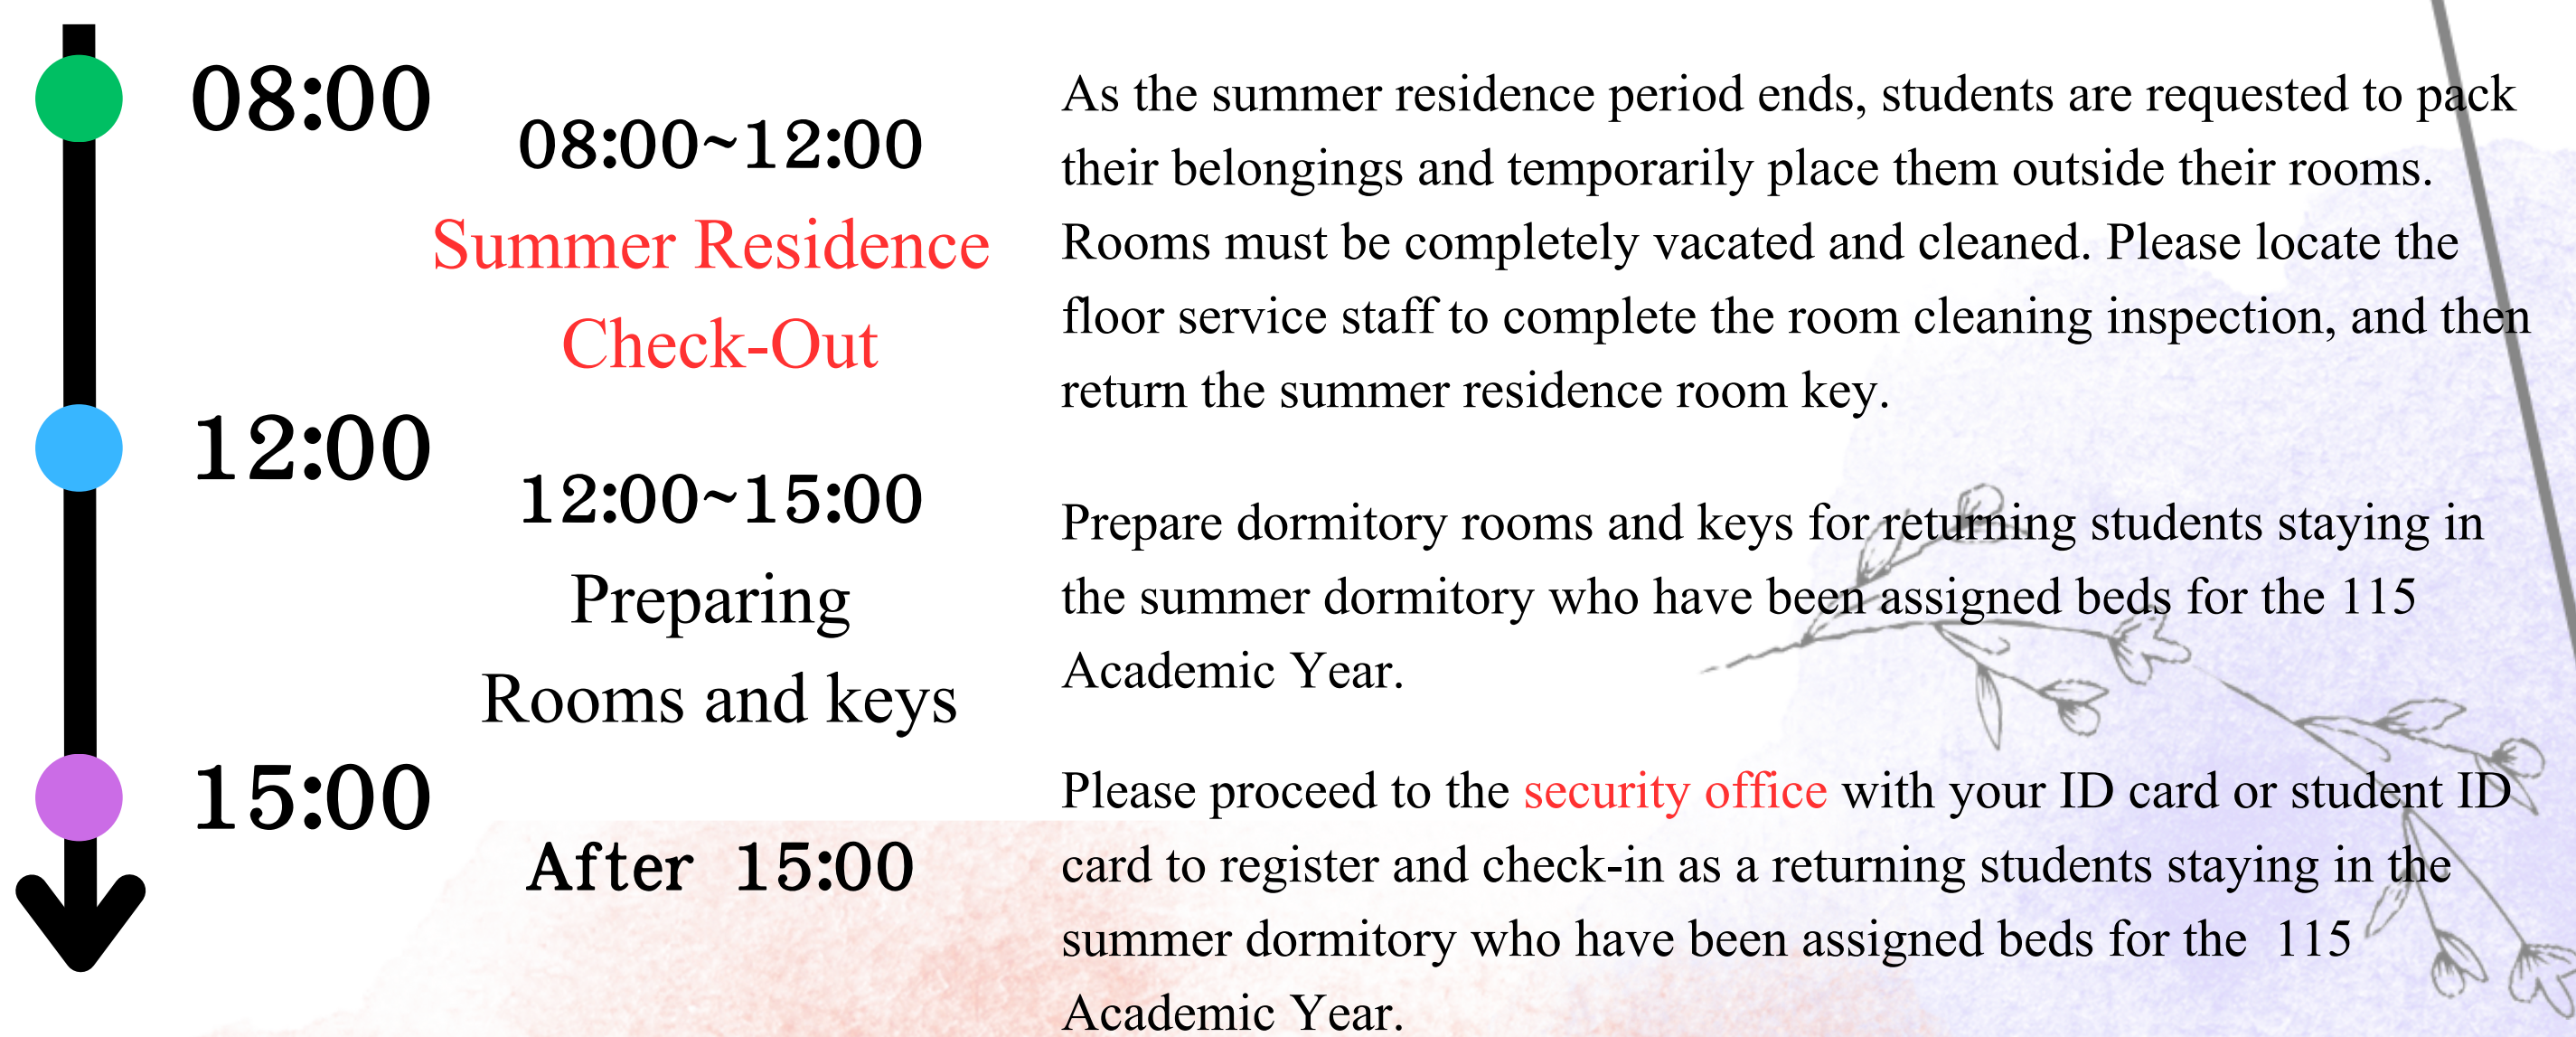 08:00
08:00~12:00
Summer Residence
Check-Out
As the summer residence period ends, students are requested to pack
their belongings and temporarily place them outside their rooms.
Rooms must be completely vacated and cleaned. Please locate the
floor service staff to complete the room cleaning inspection, and then
return the summer residence room key.
12:00
12:00~15:00
Preparing
Rooms and keys
Prepare dormitory rooms and keys for returning students staying in
the summer dormitory who have been assigned beds for the 115
Academic Year.
15:00
After 15:00
Please proceed to the security office with your ID card or student ID
card to register and check-in as a returning students staying in the
summer dormitory who have been assigned beds for the 115
Academic Year.